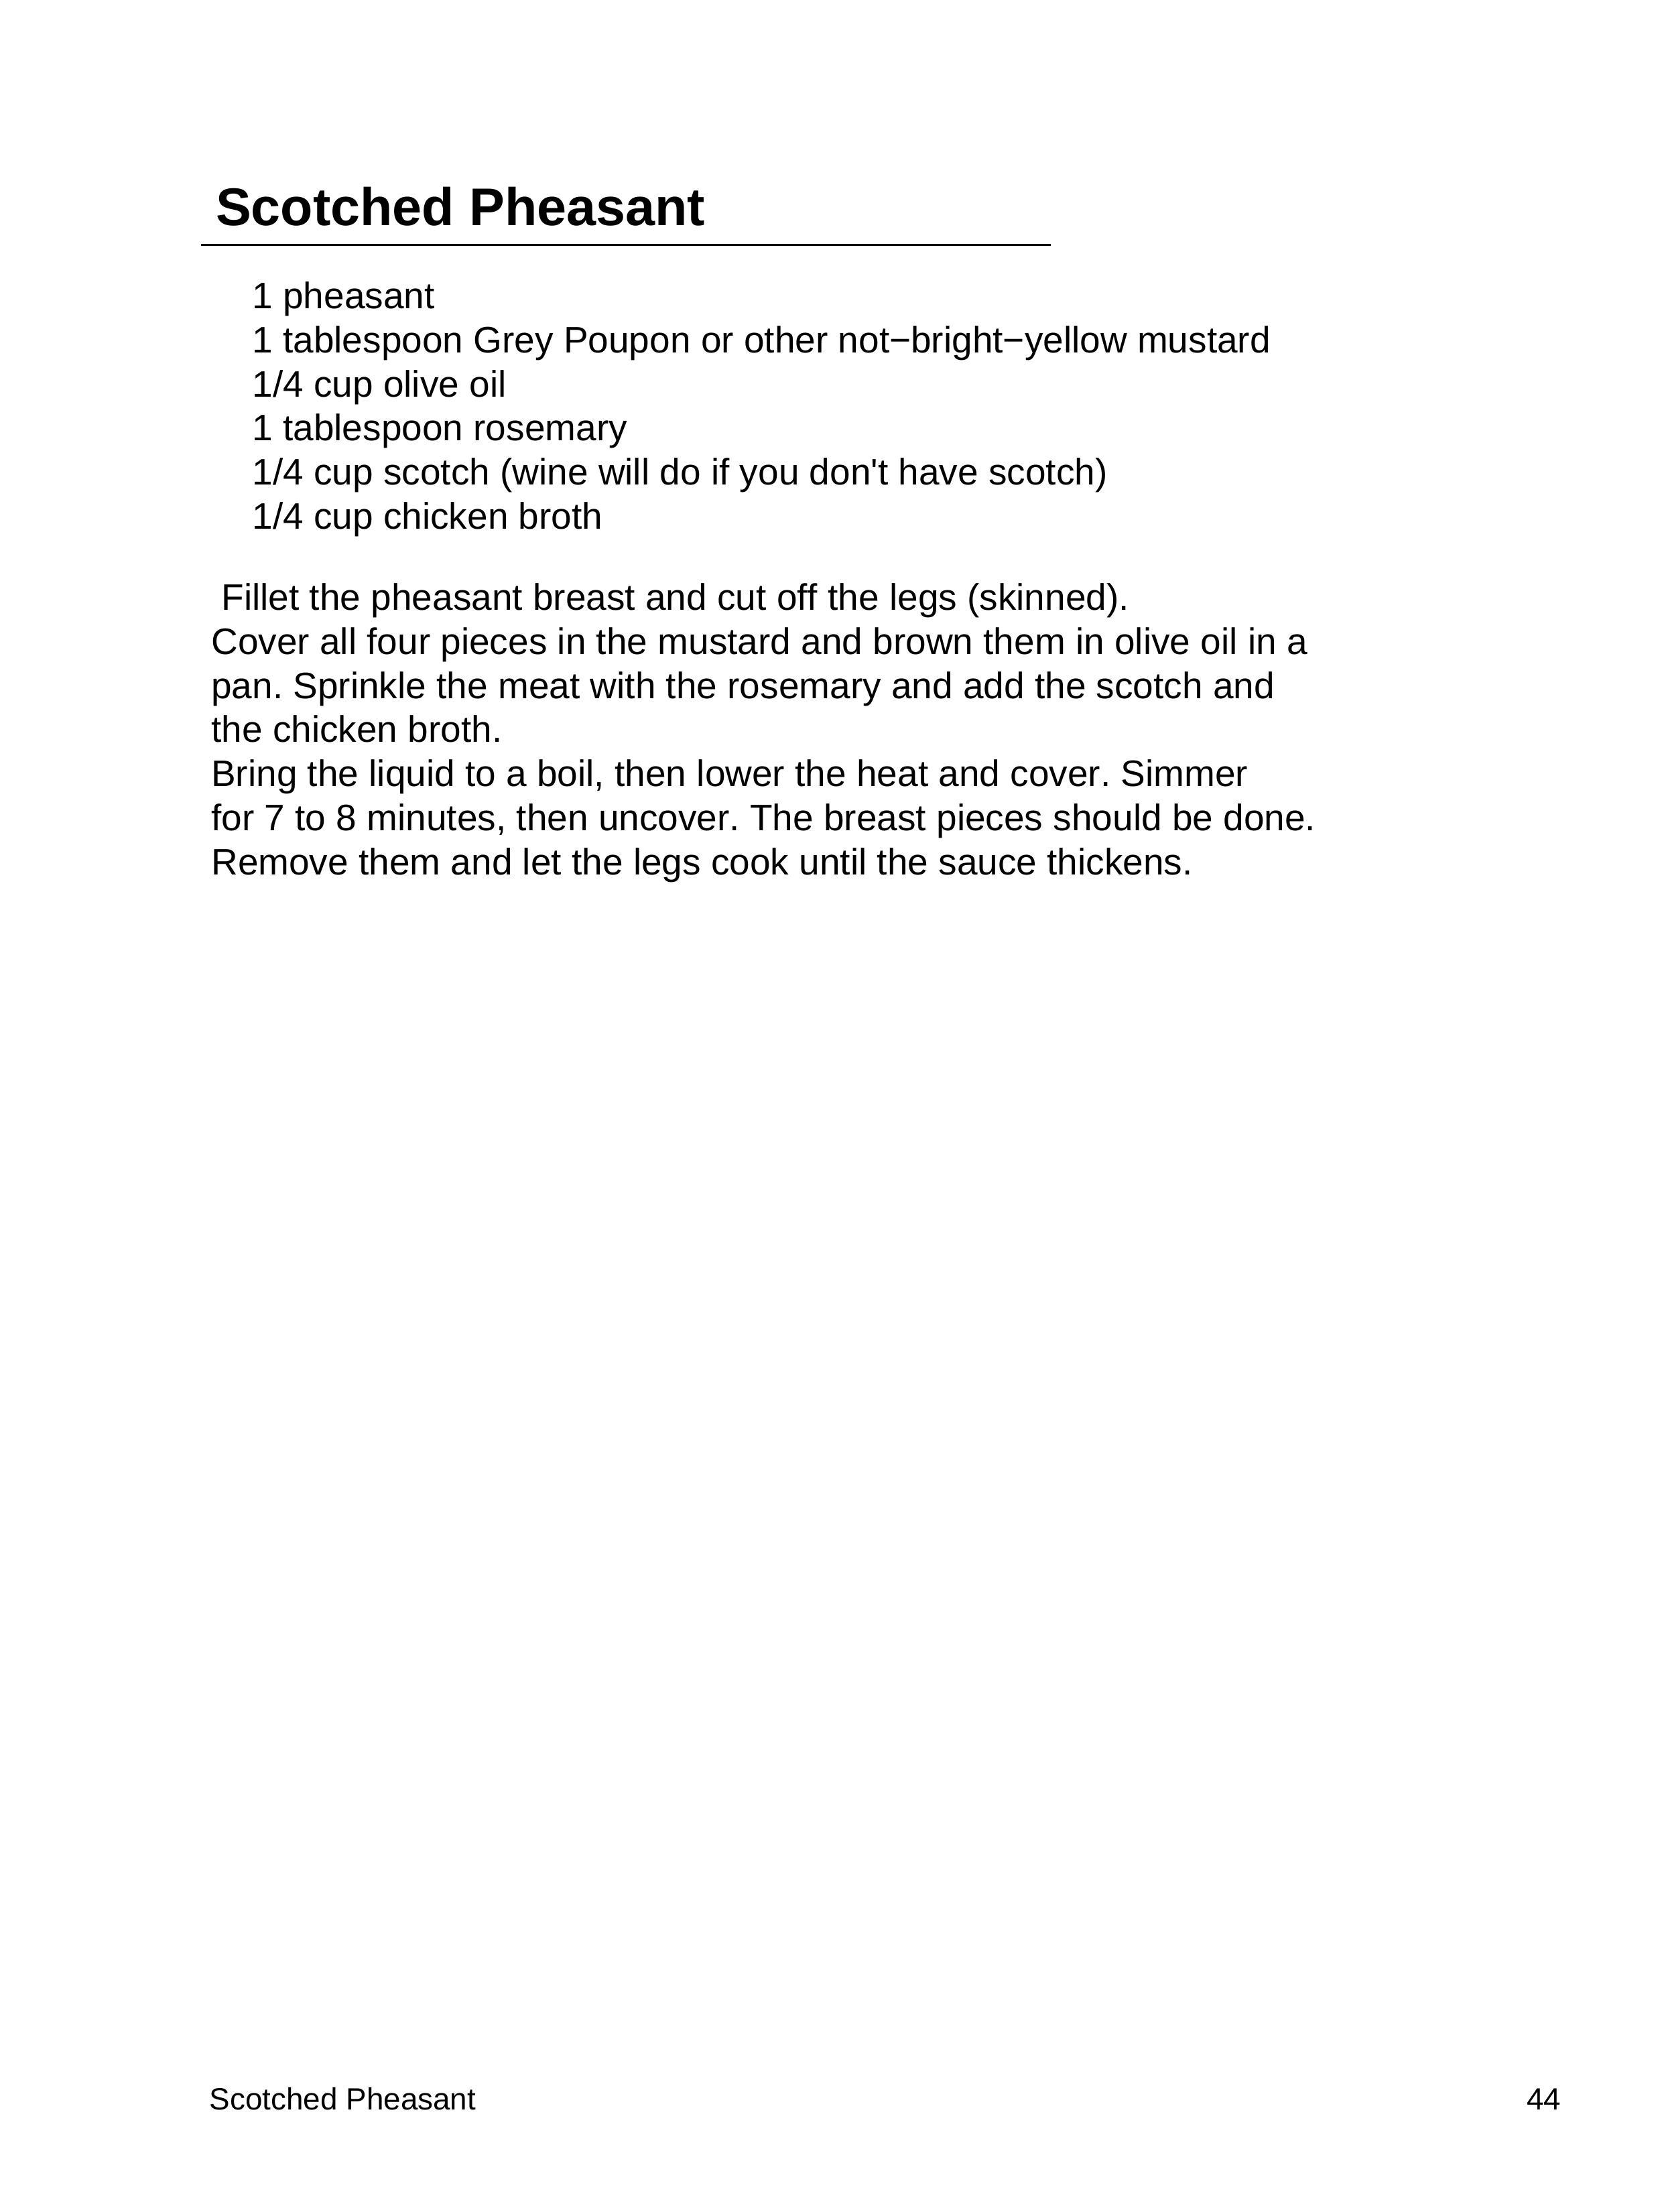 Scotched Pheasant
1 pheasant
1 tablespoon Grey Poupon or other not−bright−yellow mustard
1/4 cup olive oil
1 tablespoon rosemary
1/4 cup scotch (wine will do if you don't have scotch)
1/4 cup chicken broth
Fillet the pheasant breast and cut off the legs (skinned).
Cover all four pieces in the mustard and brown them in olive oil in a
pan. Sprinkle the meat with the rosemary and add the scotch and
the chicken broth.
Bring the liquid to a boil, then lower the heat and cover. Simmer
for 7 to 8 minutes, then uncover. The breast pieces should be done.
Remove them and let the legs cook until the sauce thickens.
Scotched Pheasant 44